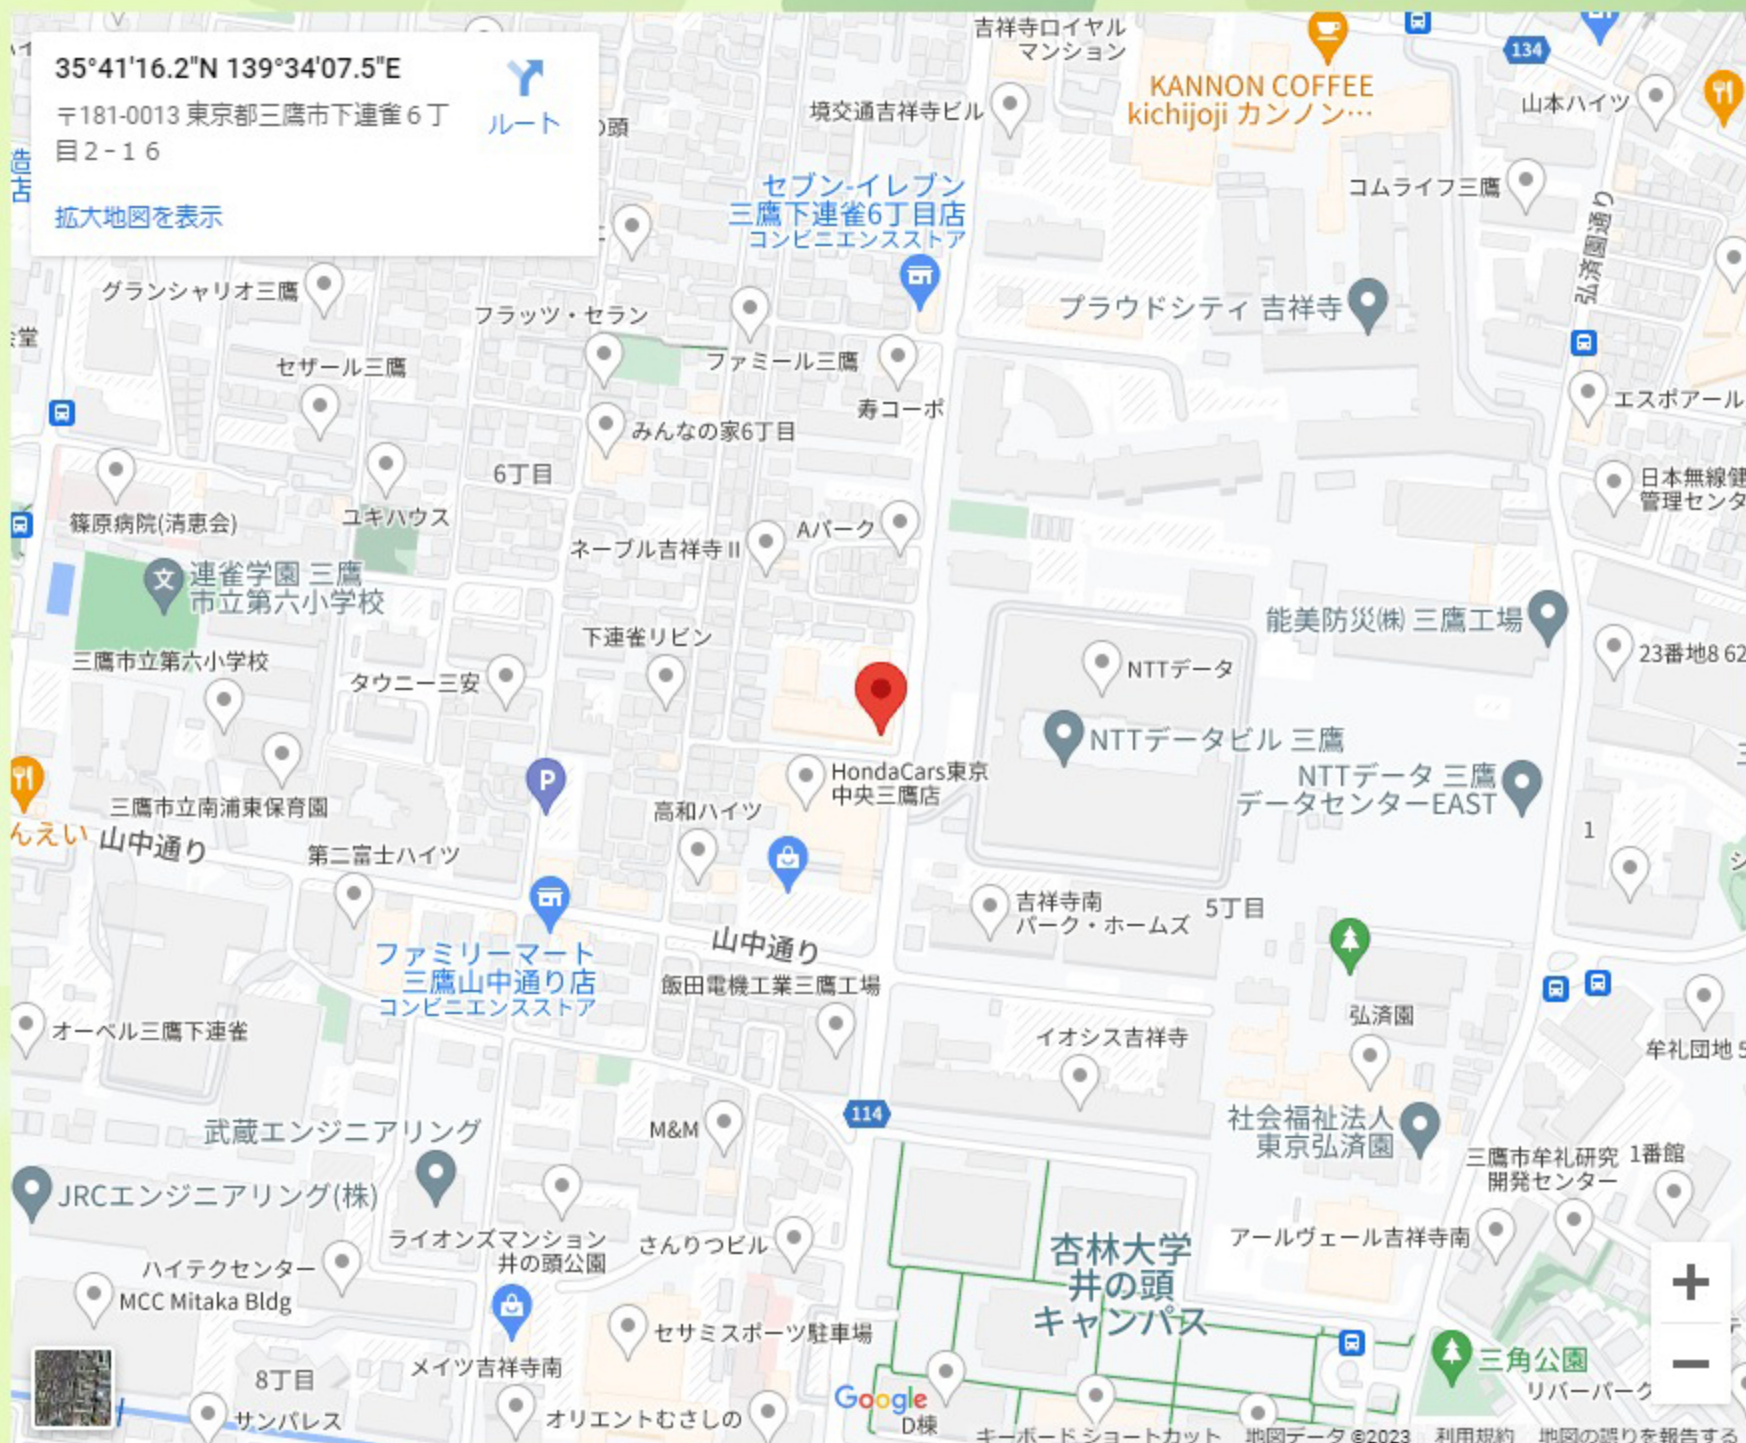 35°41'16.2"N 139°34'07.5"E
〒181-0013 東京都三鷹市下連雀６丁
目２−１６
ルート
拡大地図を表示
の頭
造
店
吉祥寺ロイヤル
マンション
KANNON COFFEE
kichijoji カンノン…
134
山本ハイツ
境交通吉祥寺ビル
セブン-イレブン
三鷹下連雀6丁目店
コンビニエンスストア
コムライフ三鷹
弘済園通り
グランシャリオ三鷹
フラッツ・セラン
プラウドシティ 吉祥寺
堂
セザール三鷹
ファミール三鷹
寿コーポ
エスポアール
みんなの家6丁目
6丁目
日本無線健
管理センタ
篠原病院(清恵会)
ユキハウス
Aパーク
ネーブル吉祥寺 II
文
連雀学園 三鷹
市立第六小学校
能美防災㈱ 三鷹工場
下連雀リビン
三鷹市立第六小学校
タウニー三安
NTTデータ
23番地8 62
NTTデータビル 三鷹
NTTデータ 三鷹
データセンターEAST
HondaCars東京
中央三鷹店
P
三鷹市立南浦東保育園
高和ハイツ
んえい
山中通り
第二富士ハイツ
1
吉祥寺南
パーク・ホームズ
5丁目
山中通り
ファミリーマート
三鷹山中通り店
コンビニエンスストア
飯田電機工業三鷹工場
オーベル三鷹下連雀
弘済園
イオシス吉祥寺
牟礼団地 5
114
M&M
武蔵エンジニアリング
社会福祉法人
東京弘済園
三鷹市牟礼研究
開発センター
1番館
JRCエンジニアリング(株)
ライオンズマンション
井の頭公園
さんりつビル
アールヴェール吉祥寺南
杏林大学
井の頭
キャンパス
ハイテクセンター
MCC Mitaka Bldg
セサミスポーツ駐車場
メイツ吉祥寺南
8丁目
三角公園
リバーパーク
サンパレス
オリエントむさしの
Google
D棟
キーボード ショートカット
地図データ ©2023
利用規約
地図の誤りを報告する